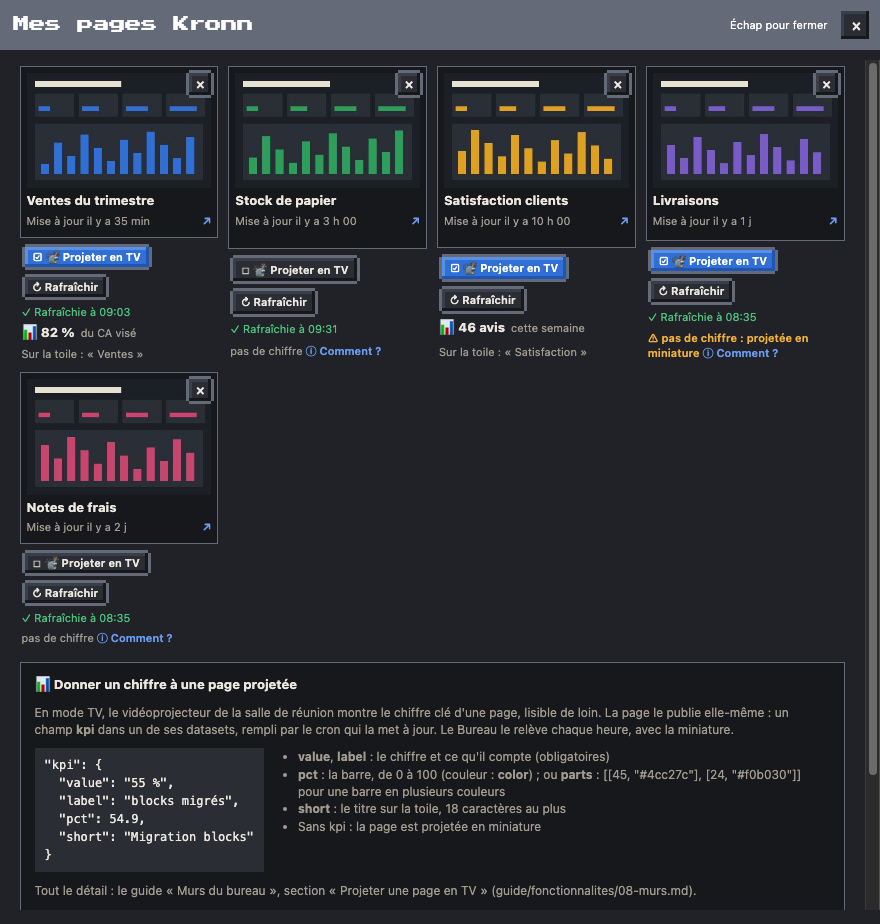 Mes pages Kronn
Échap pour fermer ×
Ventes du trimestre
Mise à jour il y a 35 min ↗
☑ Projeter en TV
↻ Rafraîchir
✓ Rafraîchie à 09:03
82 % du CA visé
Sur la toile : « Ventes »
Stock de papier
Mise à jour il y a 3 h 00 ↗
☐ Projeter en TV
↻ Rafraîchir
✓ Rafraîchie à 09:31
pas de chiffre ⓘ Comment ?
Satisfaction clients
Mise à jour il y a 10 h 00 ↗
☑ Projeter en TV
↻ Rafraîchir
46 avis cette semaine
Sur la toile : « Satisfaction »
Livraisons
Mise à jour il y a 1 j ↗
☑ Projeter en TV
↻ Rafraîchir
✓ Rafraîchie à 08:35
⚠ pas de chiffre : projetée en
miniature ⓘ Comment ?
Notes de frais
Mise à jour il y a 2 j ↗
☐ Projeter en TV
↻ Rafraîchir
✓ Rafraîchie à 08:35
pas de chiffre ⓘ Comment ?
Donner un chiffre à une page projetée
En mode TV, le vidéoprojecteur de la salle de réunion montre le chiffre clé d'une page, lisible de loin. La page le publie elle-même : un
champ kpi dans un de ses datasets, rempli par le cron qui la met à jour. Le Bureau le relève chaque heure, avec la miniature.
"kpi": {
"value": "55 %",
"label": "blocks migrés",
"pct": 54.9,
"short": "Migration blocks"
}
• value, label : le chiffre et ce qu'il compte (obligatoires)
• pct : la barre, de 0 à 100 (couleur : color) ; ou parts : [[45, "#4cc27c"], [24, "#f0b030"]]
pour une barre en plusieurs couleurs
• short : le titre sur la toile, 18 caractères au plus
• Sans kpi : la page est projetée en miniature
Tout le détail : le guide « Murs du bureau », section « Projeter une page en TV » (guide/fonctionnalites/08-murs.md).